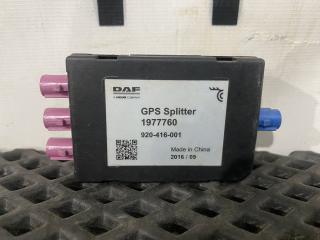 DAF
GPS Splitter
1977760
920-416-001
Made in China
2016 / 09